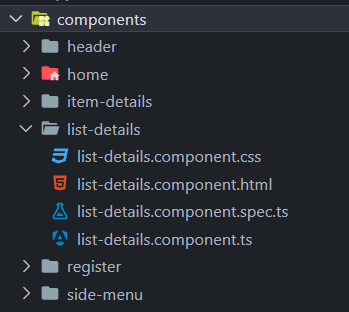 components
header
home
item-details
list-details
list-details.component.css
list-details.component.html
list-details.component.spec.ts
list-details.component.ts
register
side-menu